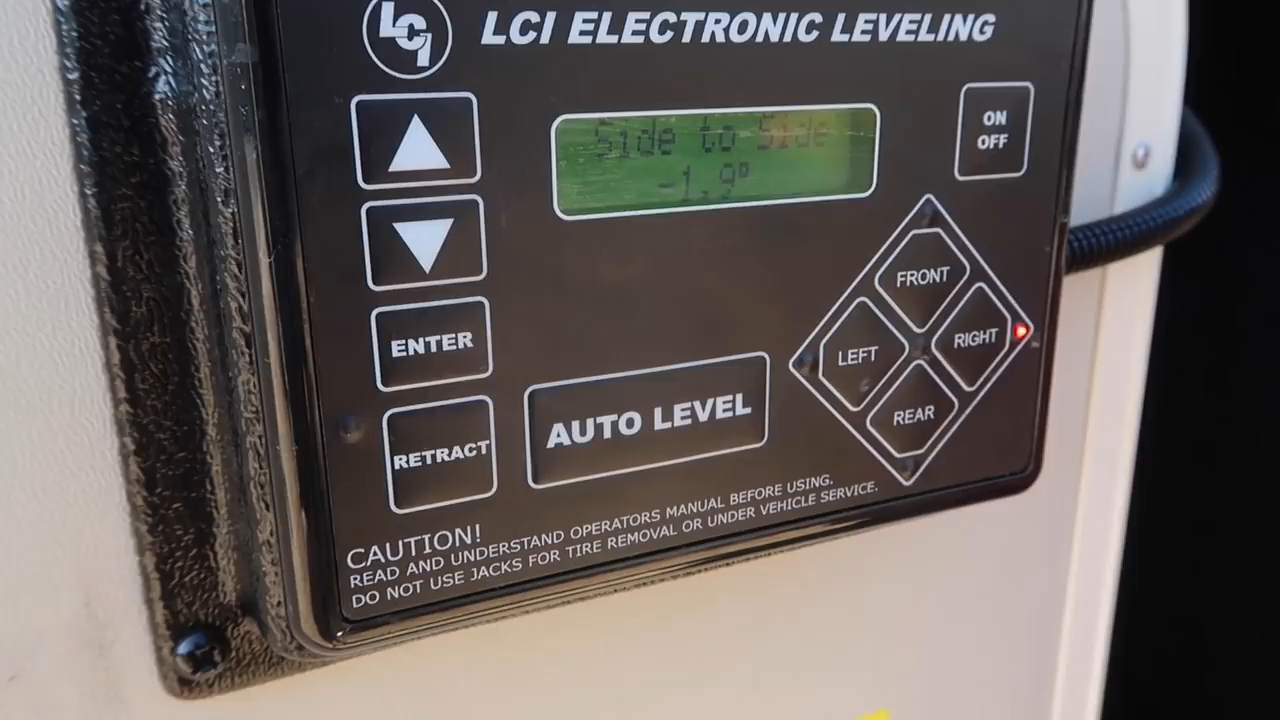 LCI
LCI ELECTRONIC LEVELING
ON
OFF
Side to Side
-1.9°
FRONT
LEFT
RIGHT
REAR
ENTER
RETRACT
AUTO LEVEL
CAUTION!
READ AND UNDERSTAND OPERATORS MANUAL BEFORE USING.
DO NOT USE JACKS FOR TIRE REMOVAL OR UNDER VEHICLE SERVICE.